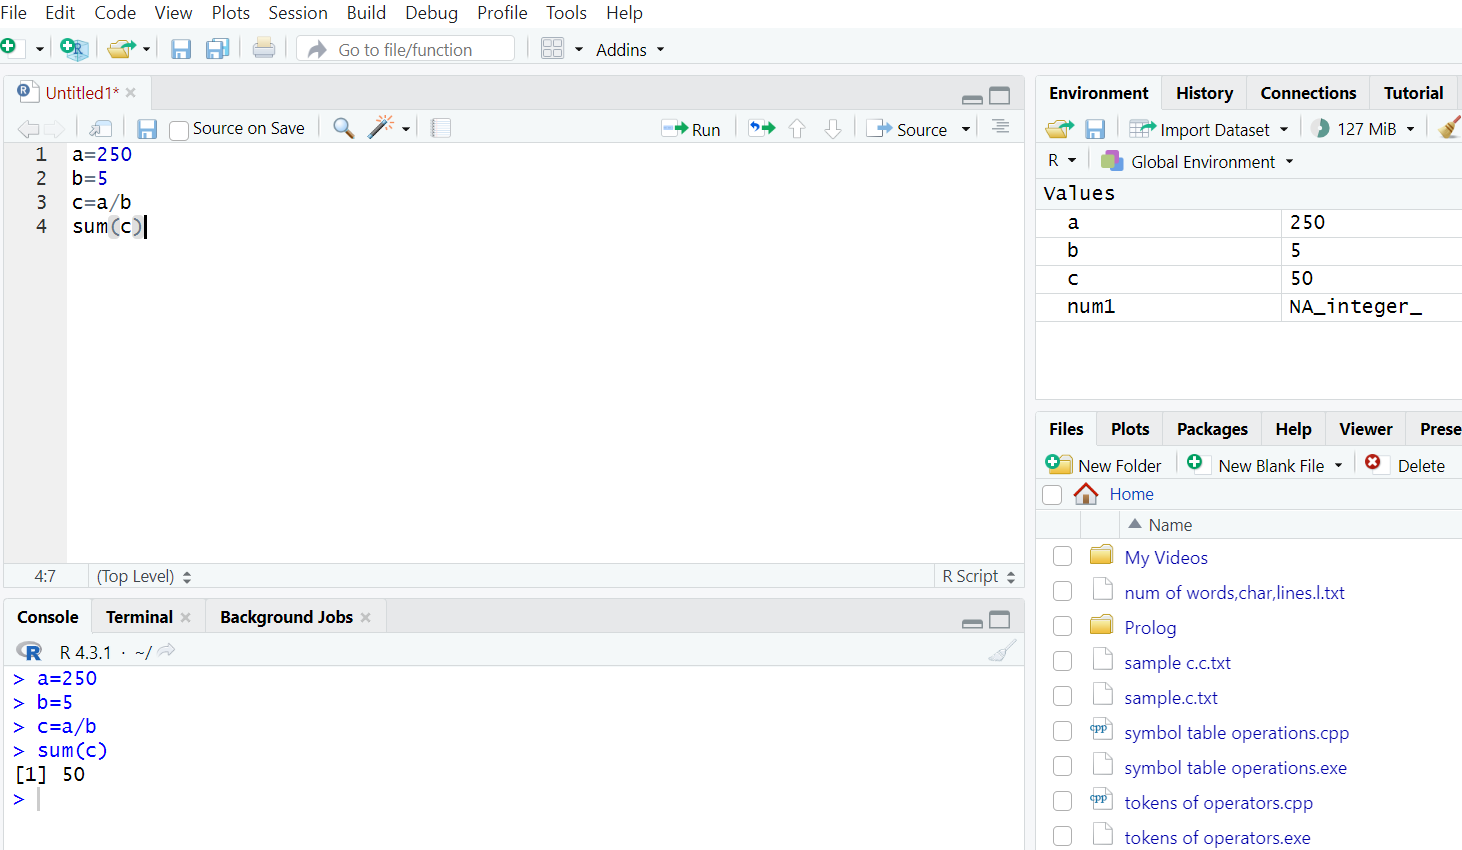 File Edit Code View Plots Session Build Debug Profile Tools Help
Go to file/function Addins
Untitled1*
Source on Save Run Source
1 a=250
2 b=5
3 c=a/b
4 sum(c)
4:7 (Top Level) R Script
Console Terminal Background Jobs
R R 4.3.1 · ~/
> a=250
> b=5
> c=a/b
> sum(c)
[1] 50
>
Environment History Connections Tutorial
Import Dataset 127 MiB
R Global Environment
Values
a 250
b 5
c 50
num1 NA_integer_
Files Plots Packages Help Viewer Prese
New Folder New Blank File Delete
Home
Name
My Videos
num of words,char,lines.l.txt
Prolog
sample c.c.txt
sample.c.txt
cpp symbol table operations.cpp
symbol table operations.exe
cpp tokens of operators.cpp
tokens of operators.exe